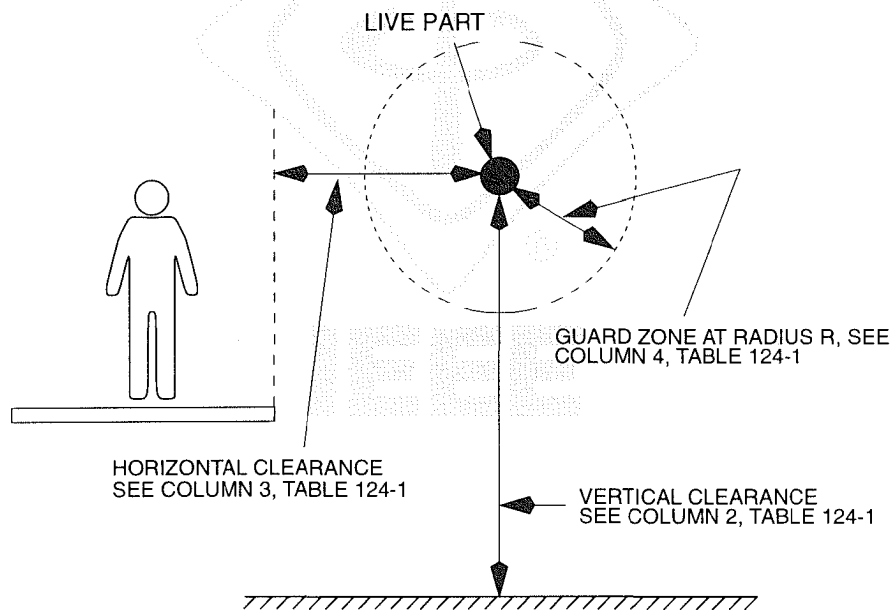 LIVE PART
GUARD ZONE AT RADIUS R, SEE
COLUMN 4, TABLE 124-1
HORIZONTAL CLEARANCE
SEE COLUMN 3, TABLE 124-1
VERTICAL CLEARANCE
SEE COLUMN 2, TABLE 124-1
IEEE